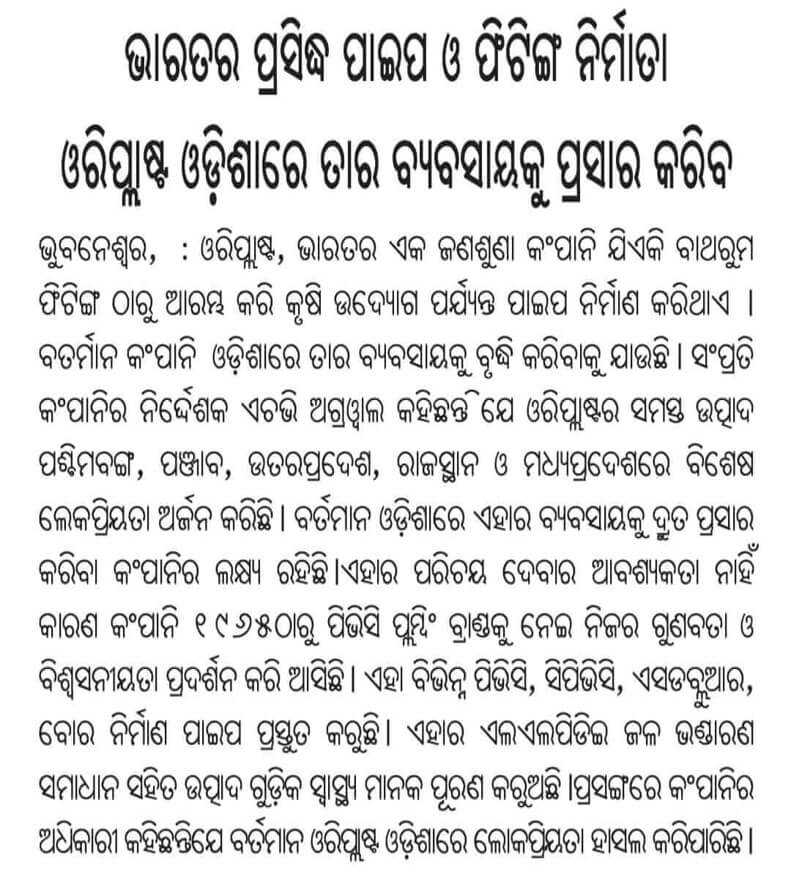 ଭାରତର ପ୍ରସିଦ୍ଧ ପାଇପ ଓ ଫିଟିଙ୍ଗ ନିର୍ମାତା
ଓରିପ୍ଲାଷ୍ଟ ଓଡ଼ିଶାରେ ତାର ବ୍ୟବସାୟକୁ ପ୍ରସାର କରିବ
ଭୁବନେଶ୍ୱର, : ଓରିପ୍ଲାଷ୍ଟ, ଭାରତର ଏକ ଜଣଶୁଣା କଂପାନି ଯିଏକି ବାଥରୁମ
ଫିଟିଙ୍ଗ ଠାରୁ ଆରମ୍ଭ କରି କୃଷି ଉଦ୍ୟୋଗ ପର୍ଯ୍ୟନ୍ତ ପାଇପ ନିର୍ମାଣ କରିଥାଏ ।
ବତର୍ମାନ କଂପାନି ଓଡ଼ିଶାରେ ତାର ବ୍ୟବସାୟକୁ ବୃଦ୍ଧି କରିବାକୁ ଯାଉଛି। ସଂପ୍ରତି
କଂପାନିର ନିର୍ଦ୍ଦେଶକ ଏଚଭି ଅଗ୍ରୱାଲ କହିଛନ୍ତି ଯେ ଓରିପ୍ଲାଷ୍ଟର ସମସ୍ତ ଉତ୍ପାଦ
ପଶ୍ଚିମବଙ୍ଗ, ପଞ୍ଜାବ, ଉତରପ୍ରଦେଶ, ରାଜସ୍ଥାନ ଓ ମଧ୍ୟପ୍ରଦେଶରେ ବିଶେଷ
ଲେକପ୍ରିୟତା ଅର୍ଜନ କରିଛି। ବର୍ତମାନ ଓଡ଼ିଶାରେ ଏହାର ବ୍ୟବସାୟକୁ ଦ୍ରୁତ ପ୍ରସାର
କରିବା କଂପାନିର ଲକ୍ଷ୍ୟ ରହିଛି।ଏହାର ପରିଚୟ ଦେବାର ଆବଶ୍ୟକତା ନାହିଁ
କାରଣ କଂପାନି ୧୯୬୫ଠାରୁ ପିଭିସି ପ୍ଲମ୍ବିଂ ବ୍ରାଣ୍ଡକୁ ନେଇ ନିଜର ଗୁଣବତା ଓ
ବିଶ୍ୱସନୀୟତା ପ୍ରଦର୍ଶନ କରି ଆସିଛି। ଏହା ବିଭିନ୍ନ ପିଭିସି, ସିପିଭିସି, ଏସଡବ୍ଲୁଆର,
ବୋର ନିର୍ମାଣ ପାଇପ ପ୍ରସ୍ତୁତ କରୁଛି। ଏହାର ଏଲଏଲପିଡିଇ ଜଳ ଭଣ୍ଡାରଣ
ସମାଧାନ ସହିତ ଉତ୍ପାଦ ଗୁଡ଼ିକ ସ୍ୱାସ୍ଥ୍ୟ ମାନକ ପୂରଣ କରୁଅଛି।ପ୍ରସଙ୍ଗରେ କଂପାନିର
ଅଧିକାରୀ କହିଛନ୍ତିଯେ ବର୍ତମାନ ଓରିପ୍ଲାଷ୍ଟ ଓଡ଼ିଶାରେ ଲୋକପ୍ରିୟତା ହାସଲ କରିପାରିଛି।